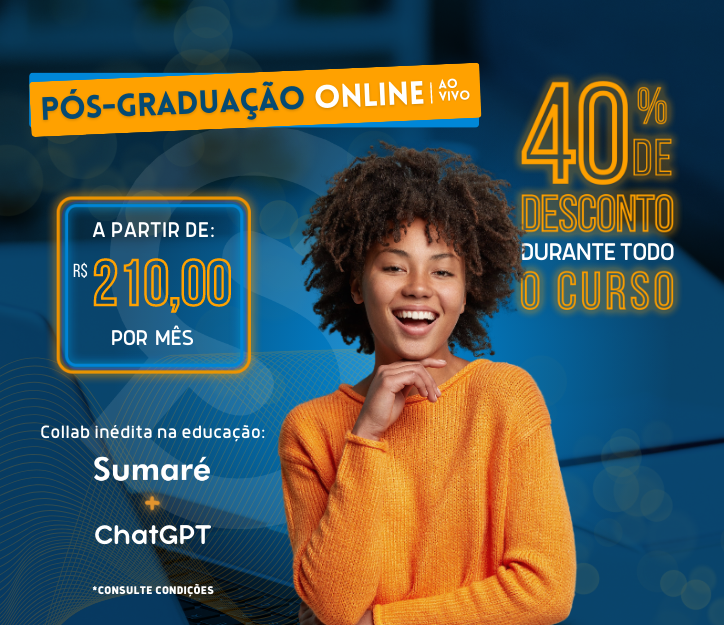 PÓS-GRADUAÇÃO ONLINE | AO VIVO
40% DE
DESCONTO
DURANTE TODO
O CURSO
A PARTIR DE:
R$ 210,00
POR MÊS
Collab inédita na educação:
Sumaré
+
ChatGPT
*CONSULTE CONDIÇÕES